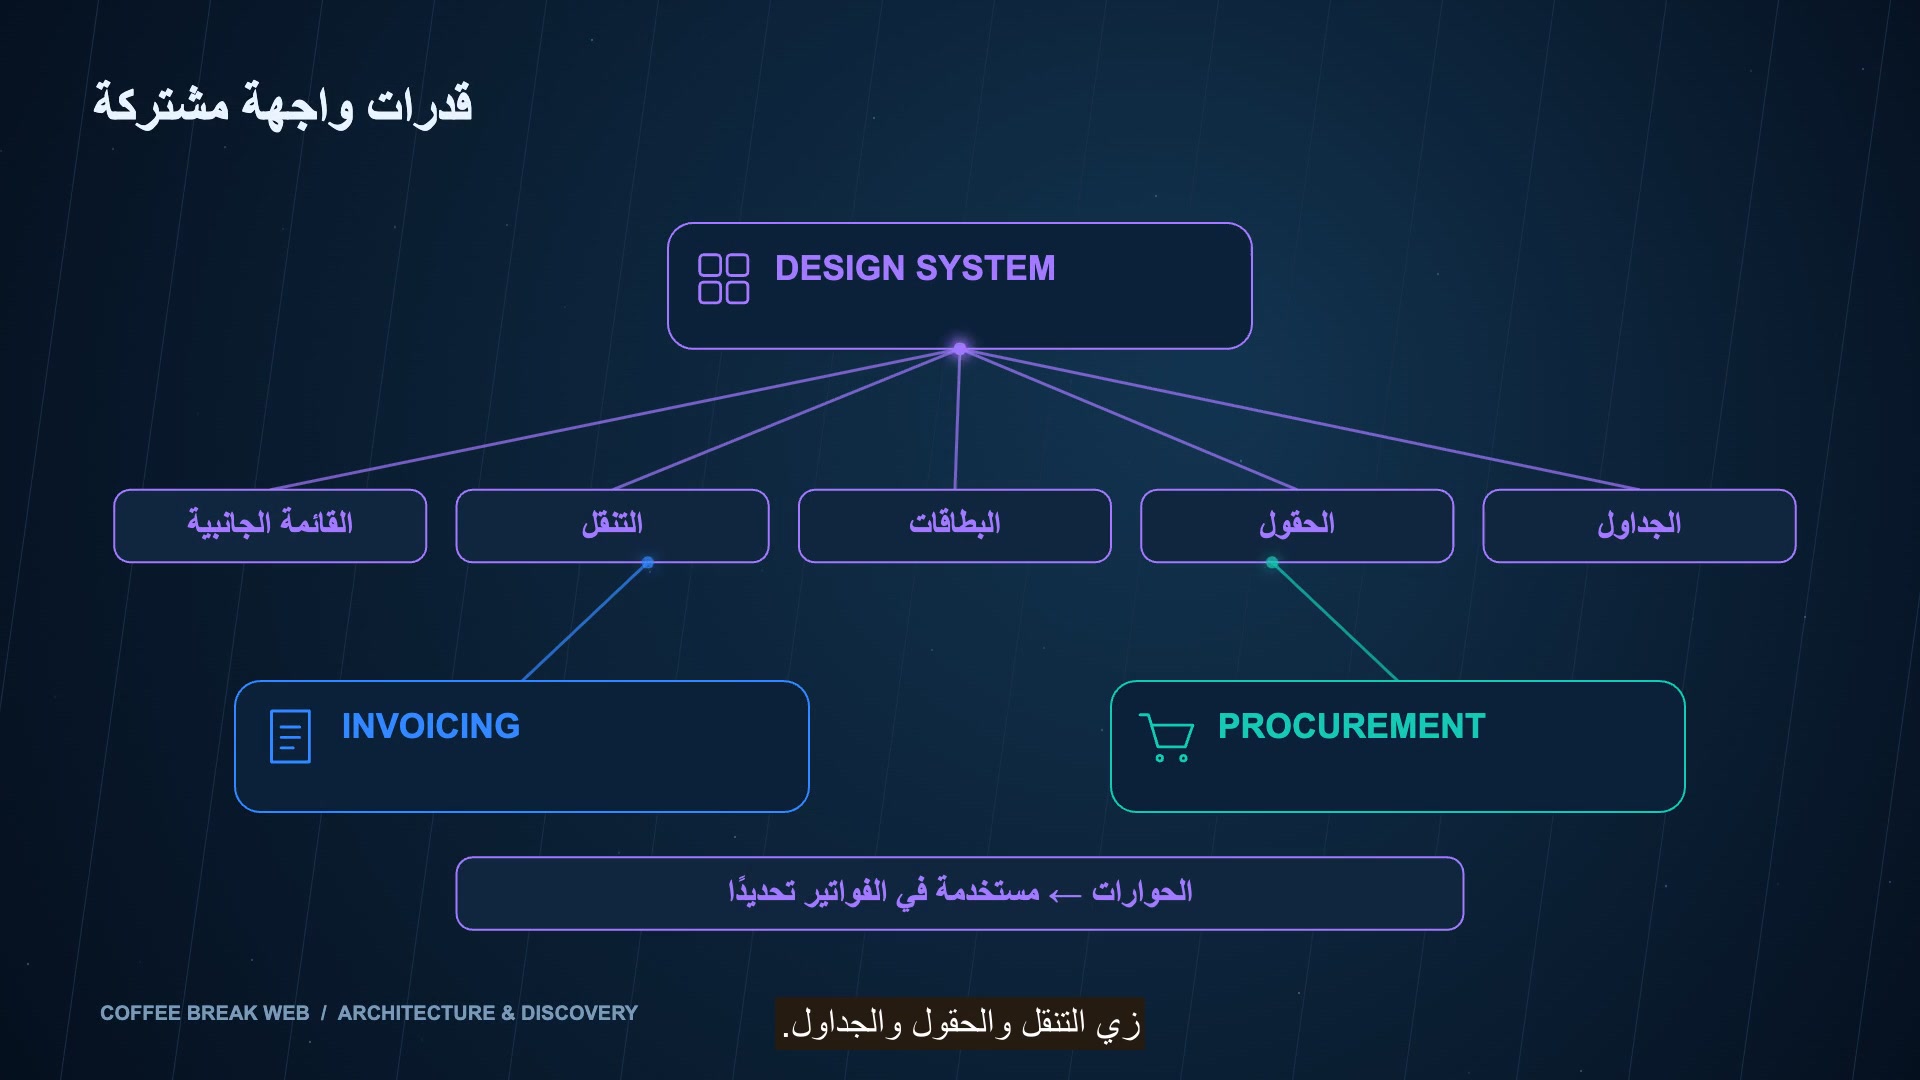 قدرات واجهة مشتركة
DESIGN SYSTEM
القائمة الجانبية
التنقل
البطاقات
الحقول
الجداول
INVOICING
PROCUREMENT
الحوارات ← مستخدمة في الفواتير تحديدًا
COFFEE BREAK WEB / ARCHITECTURE & DISCOVERY
زي التنقل والحقول والجداول.